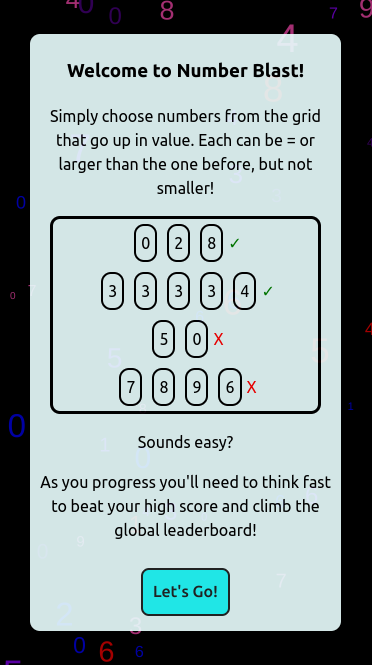 Welcome to Number Blast!
Simply choose numbers from the grid
that go up in value. Each can be = or
larger than the one before, but not
smaller!
0 2 8 ✓
3 3 3 3 4 ✓
5 0 X
7 8 9 6 X
Sounds easy?
As you progress you'll need to think fast
to beat your high score and climb the
global leaderboard!
Let's Go!